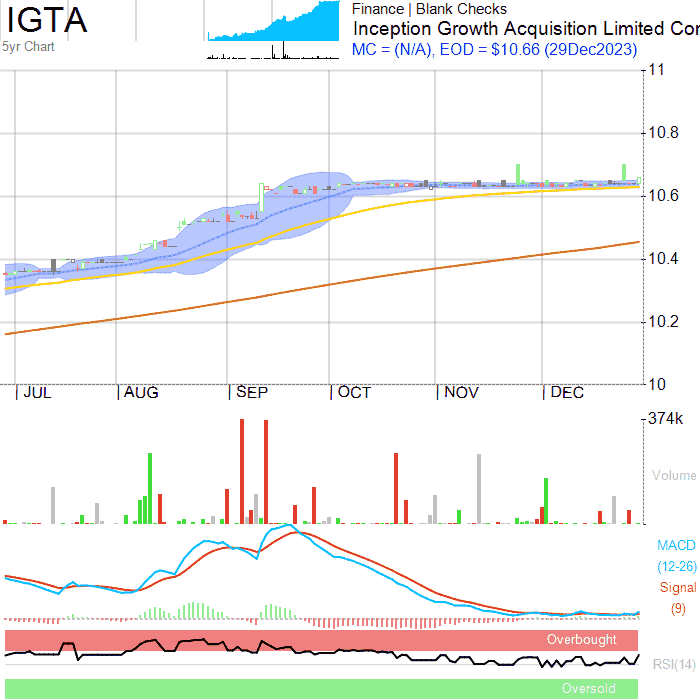 IGTA
5yr Chart
Finance | Blank Checks
Inception Growth Acquisition Limited Cor
MC = (N/A), EOD = $10.66 (29Dec2023)
11
10.8
10.6
10.4
10.2
10
JUL AUG SEP OCT NOV DEC
374k
Volume
MACD
(12-26)
Signal
(9)
Overbought
RSI(14)
Oversold